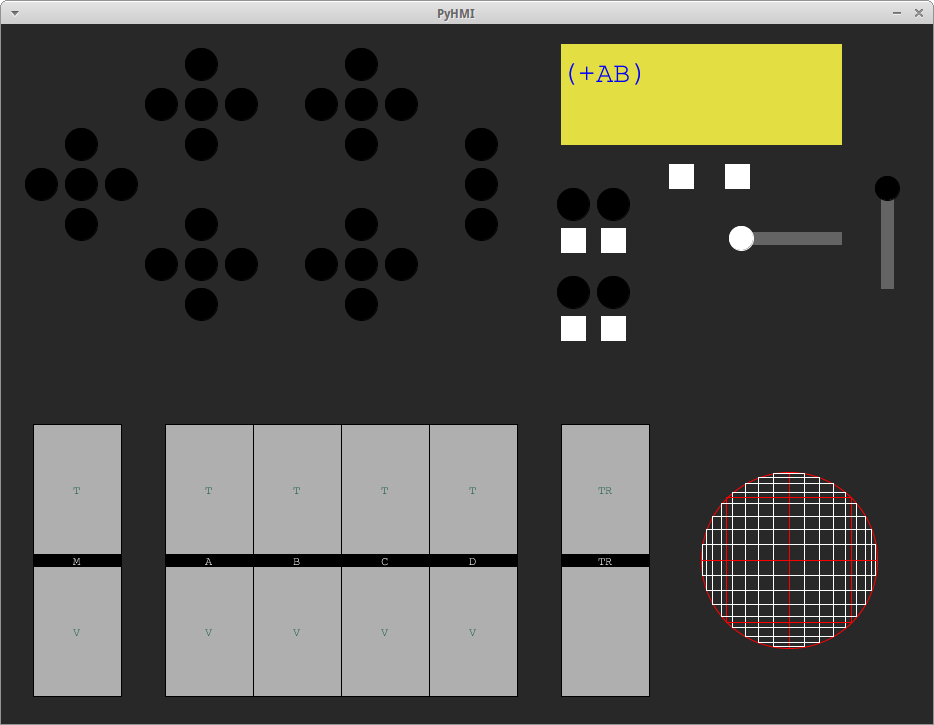 PyHMI
(+AB)
T T T T T TR
M A B C D TR
V V V V V